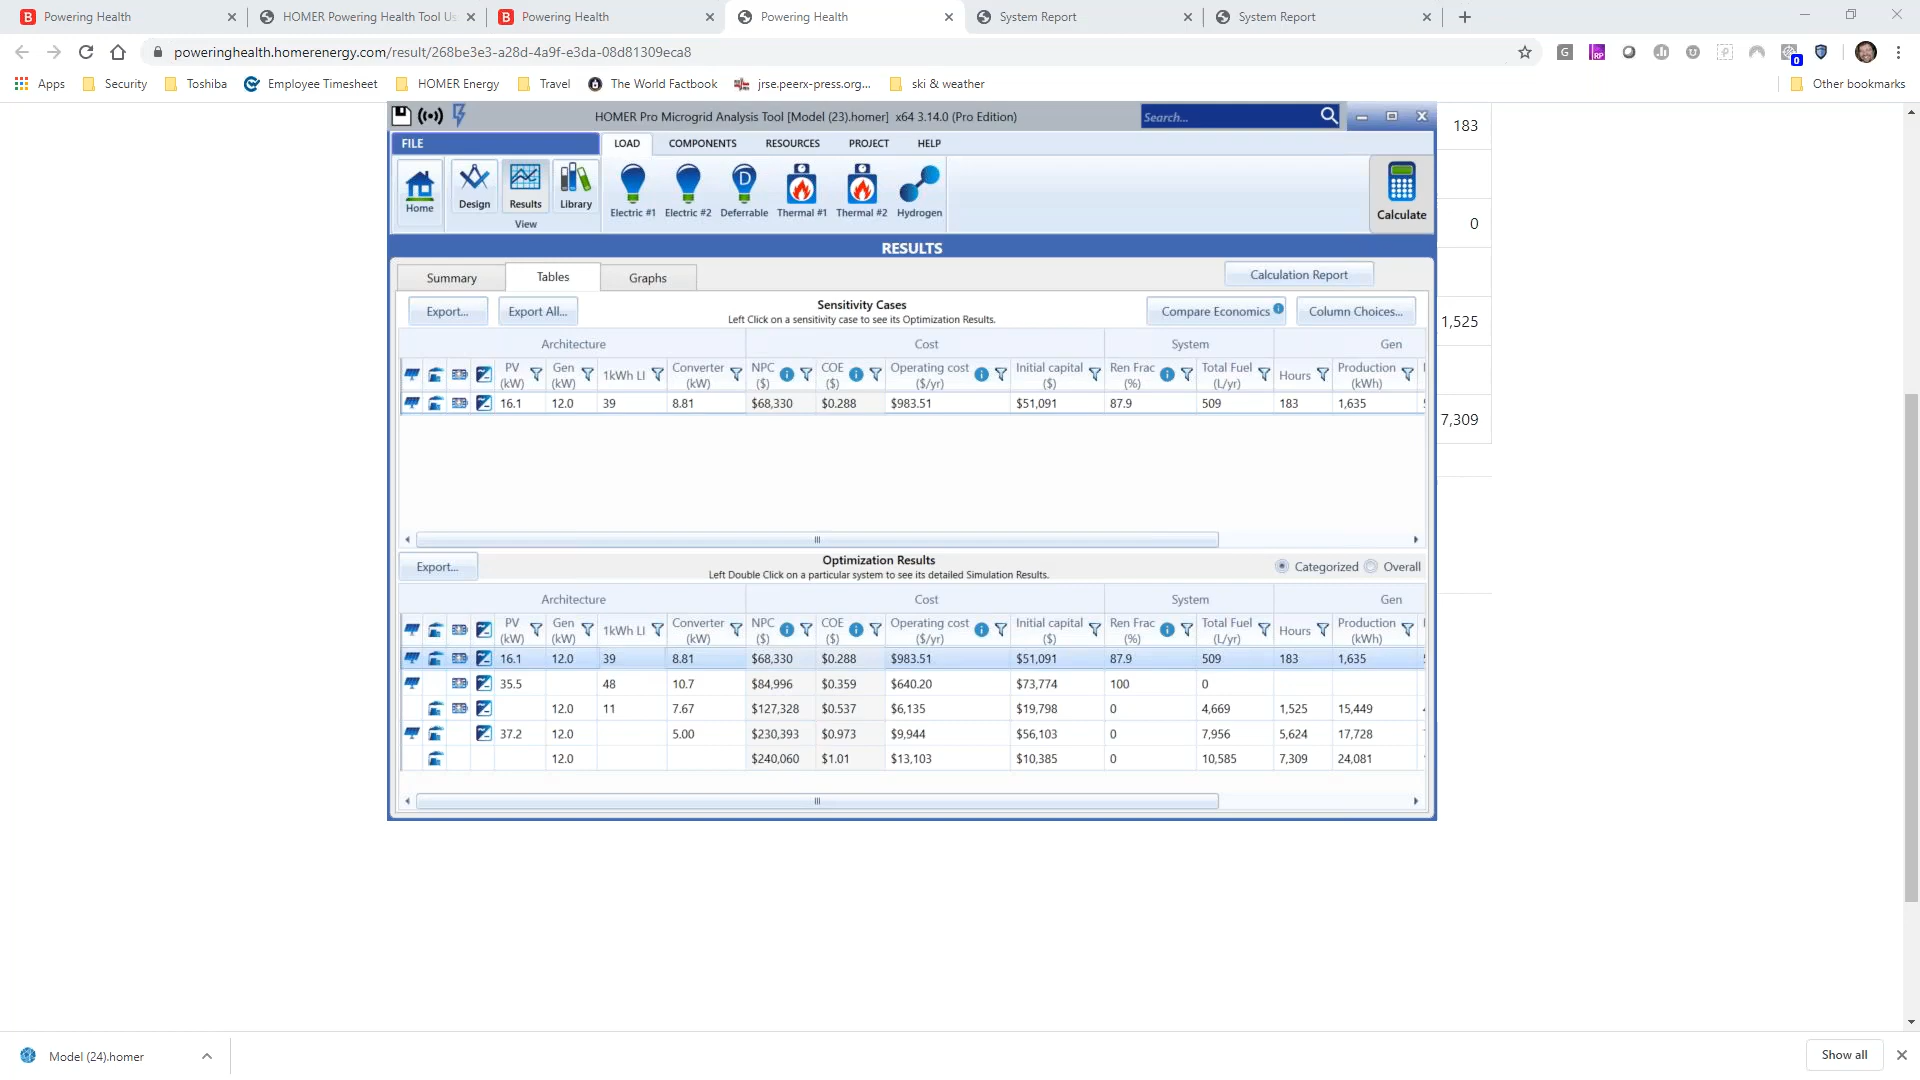 Powering Health
HOMER Powering Health Tool Us
Powering Health
Powering Health
System Report
System Report
poweringhealth.homerenergy.com/result/268be3e3-a28d-4a9f-e3da-08d81309eca8
Apps Security Toshiba Employee Timesheet HOMER Energy Travel The World Factbook jrse.peerx-press.org... ski & weather Other bookmarks
HOMER Pro Microgrid Analysis Tool [Model (23).homer] x64 3.14.0 (Pro Edition) Search...
183
FILE LOAD COMPONENTS RESOURCES PROJECT HELP
Home Design Results Library Electric #1 Electric #2 Deferrable Thermal #1 Thermal #2 Hydrogen Calculate
View
0
RESULTS
Summary Tables Graphs Calculation Report
Export... Export All... Sensitivity Cases Compare Economics Column Choices...
Left Click on a sensitivity case to see its Optimization Results.
1,525
Architecture Cost System Gen
PV (kW) Gen (kW) 1kWh LI Converter (kW) NPC ($) COE ($) Operating cost ($/yr) Initial capital ($) Ren Frac (%) Total Fuel (L/yr) Hours Production (kWh)
16.1 12.0 39 8.81 $68,330 $0.288 $983.51 $51,091 87.9 509 183 1,635
7,309
Export... Optimization Results Categorized Overall
Left Double Click on a particular system to see its detailed Simulation Results.
Architecture Cost System Gen
PV (kW) Gen (kW) 1kWh LI Converter (kW) NPC ($) COE ($) Operating cost ($/yr) Initial capital ($) Ren Frac (%) Total Fuel (L/yr) Hours Production (kWh)
16.1 12.0 39 8.81 $68,330 $0.288 $983.51 $51,091 87.9 509 183 1,635
35.5 48 10.7 $84,996 $0.359 $640.20 $73,774 100 0
12.0 11 7.67 $127,328 $0.537 $6,135 $19,798 0 4,669 1,525 15,449
37.2 12.0 5.00 $230,393 $0.973 $9,944 $56,103 0 7,956 5,624 17,728
12.0 $240,060 $1.01 $13,103 $10,385 0 10,585 7,309 24,081
Model (24).homer Show all